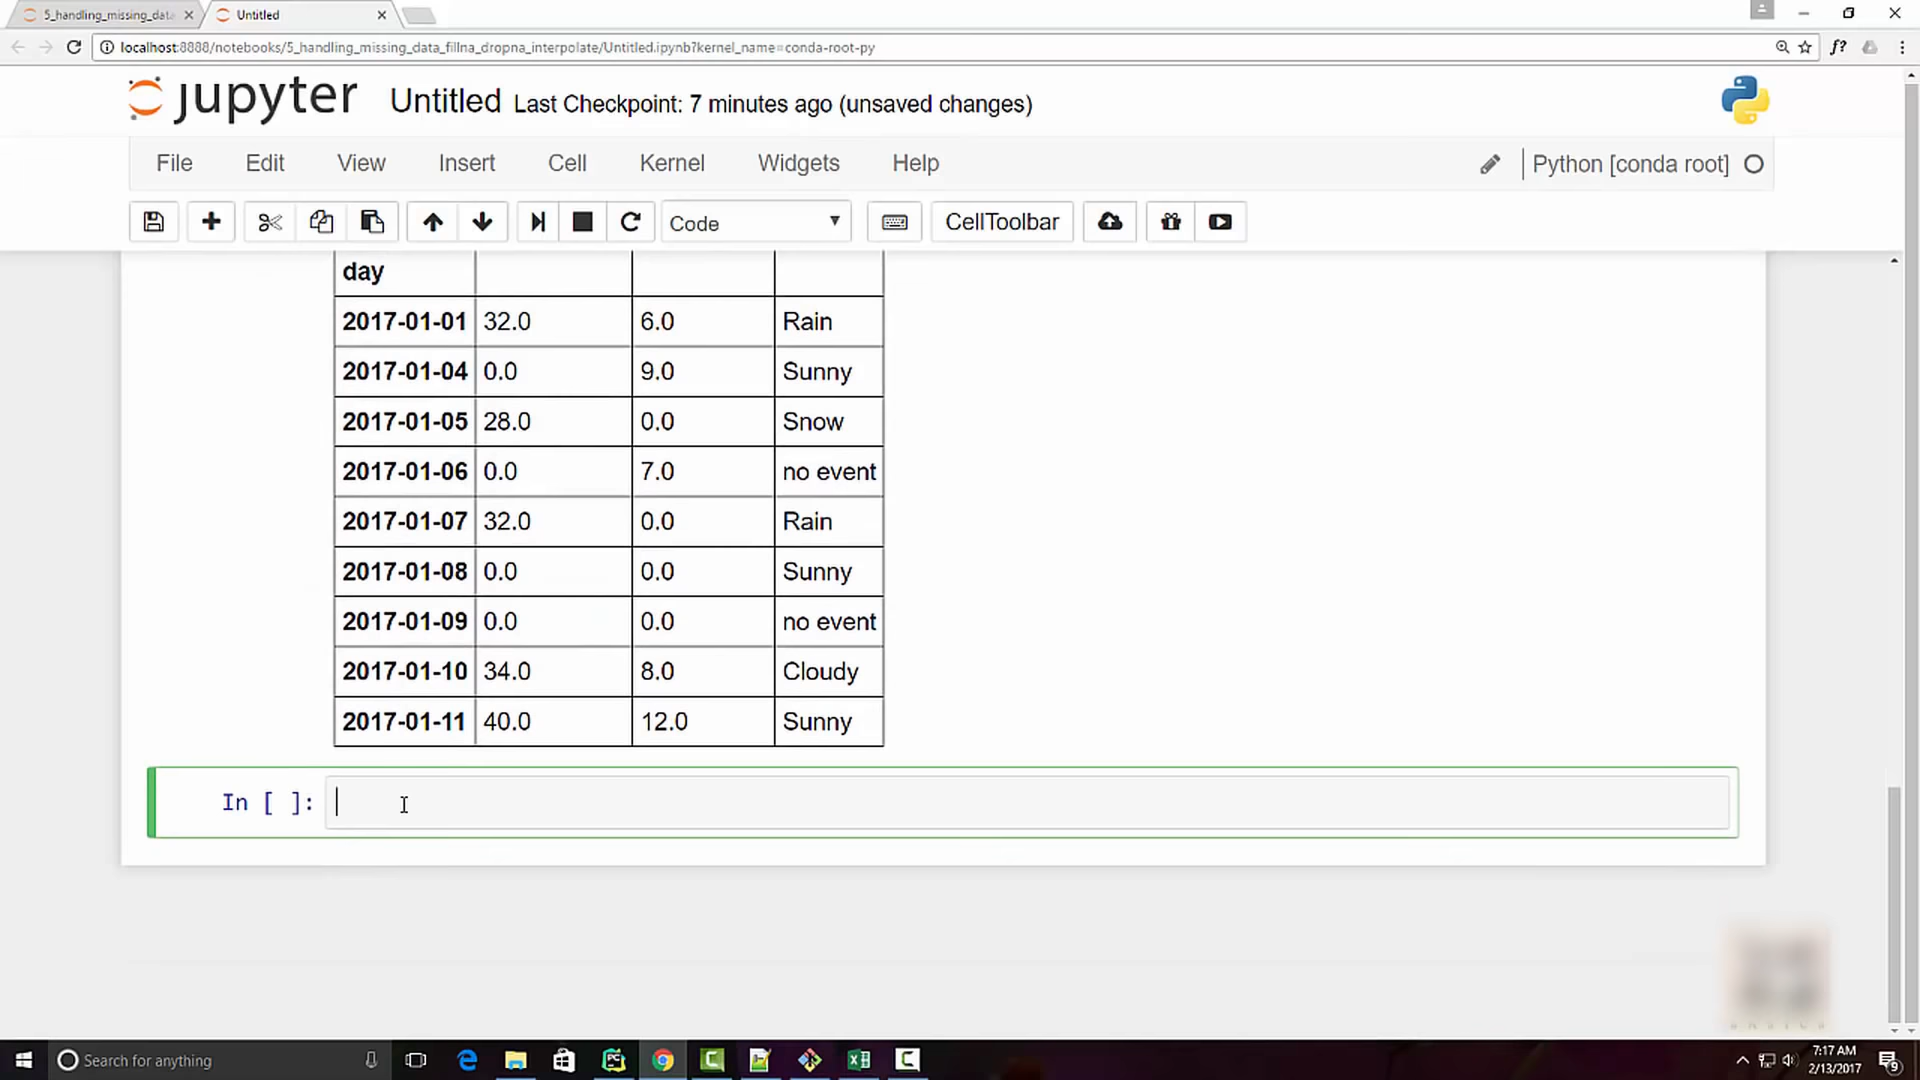 5_handling_missing_data
Untitled
localhost:8888/notebooks/5_handling_missing_data_fillna_dropna_interpolate/Untitled.ipynb?kernel_name=conda-root-py
f?
jupyter Untitled Last Checkpoint: 7 minutes ago (unsaved changes)
File Edit View Insert Cell Kernel Widgets Help Python [conda root]
Code CellToolbar
day
2017-01-01 32.0 6.0 Rain
2017-01-04 0.0 9.0 Sunny
2017-01-05 28.0 0.0 Snow
2017-01-06 0.0 7.0 no event
2017-01-07 32.0 0.0 Rain
2017-01-08 0.0 0.0 Sunny
2017-01-09 0.0 0.0 no event
2017-01-10 34.0 8.0 Cloudy
2017-01-11 40.0 12.0 Sunny
In [ ]:
Search for anything
7:17 AM
2/13/2017